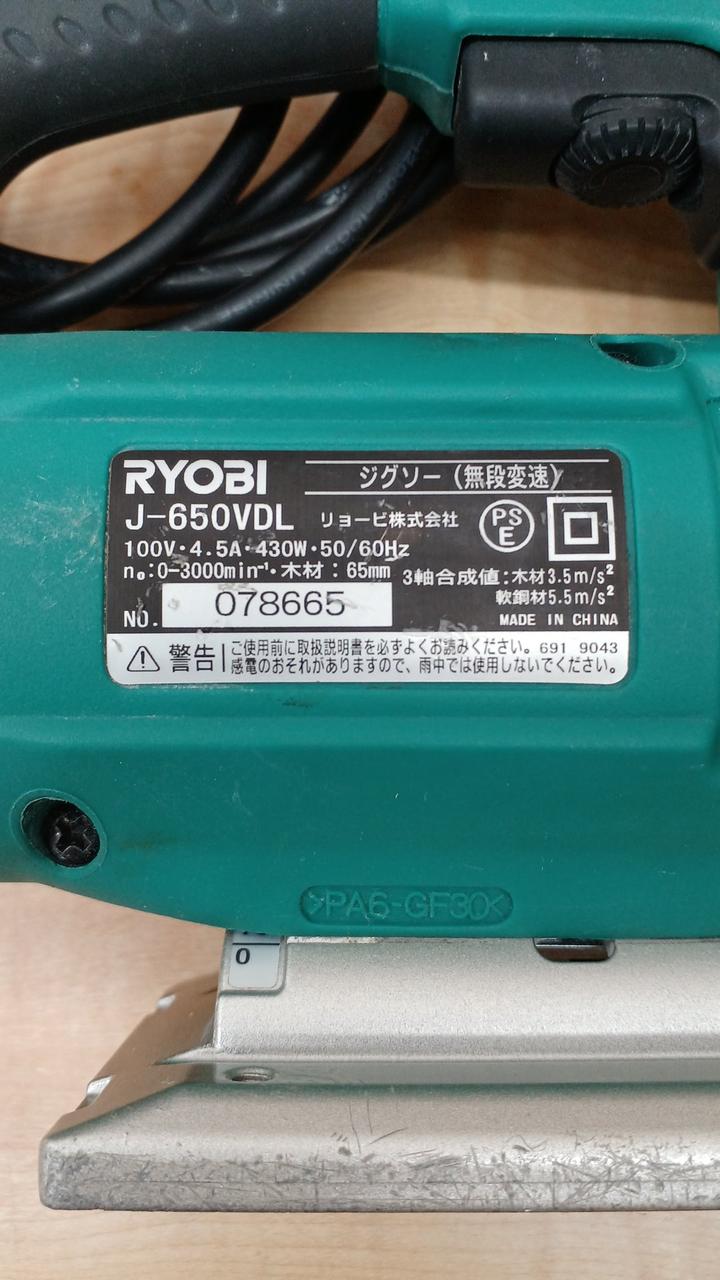 RYOBI
ジグソー (無段変速)
J-650VDL リョービ株式会社
PS
E
100V・4.5A・430W・50/60Hz
n₀:0-3000min⁻¹・木材:65mm
3軸合成値:木材3.5m/s²
軟鋼材5.5m/s²
NO. 078665
MADE IN CHINA
警告 ご使用前に取扱説明書を必ずよくお読みください。691 9043
感電のおそれがありますので、雨中では使用しないでください。
>PA6-GF30<
0